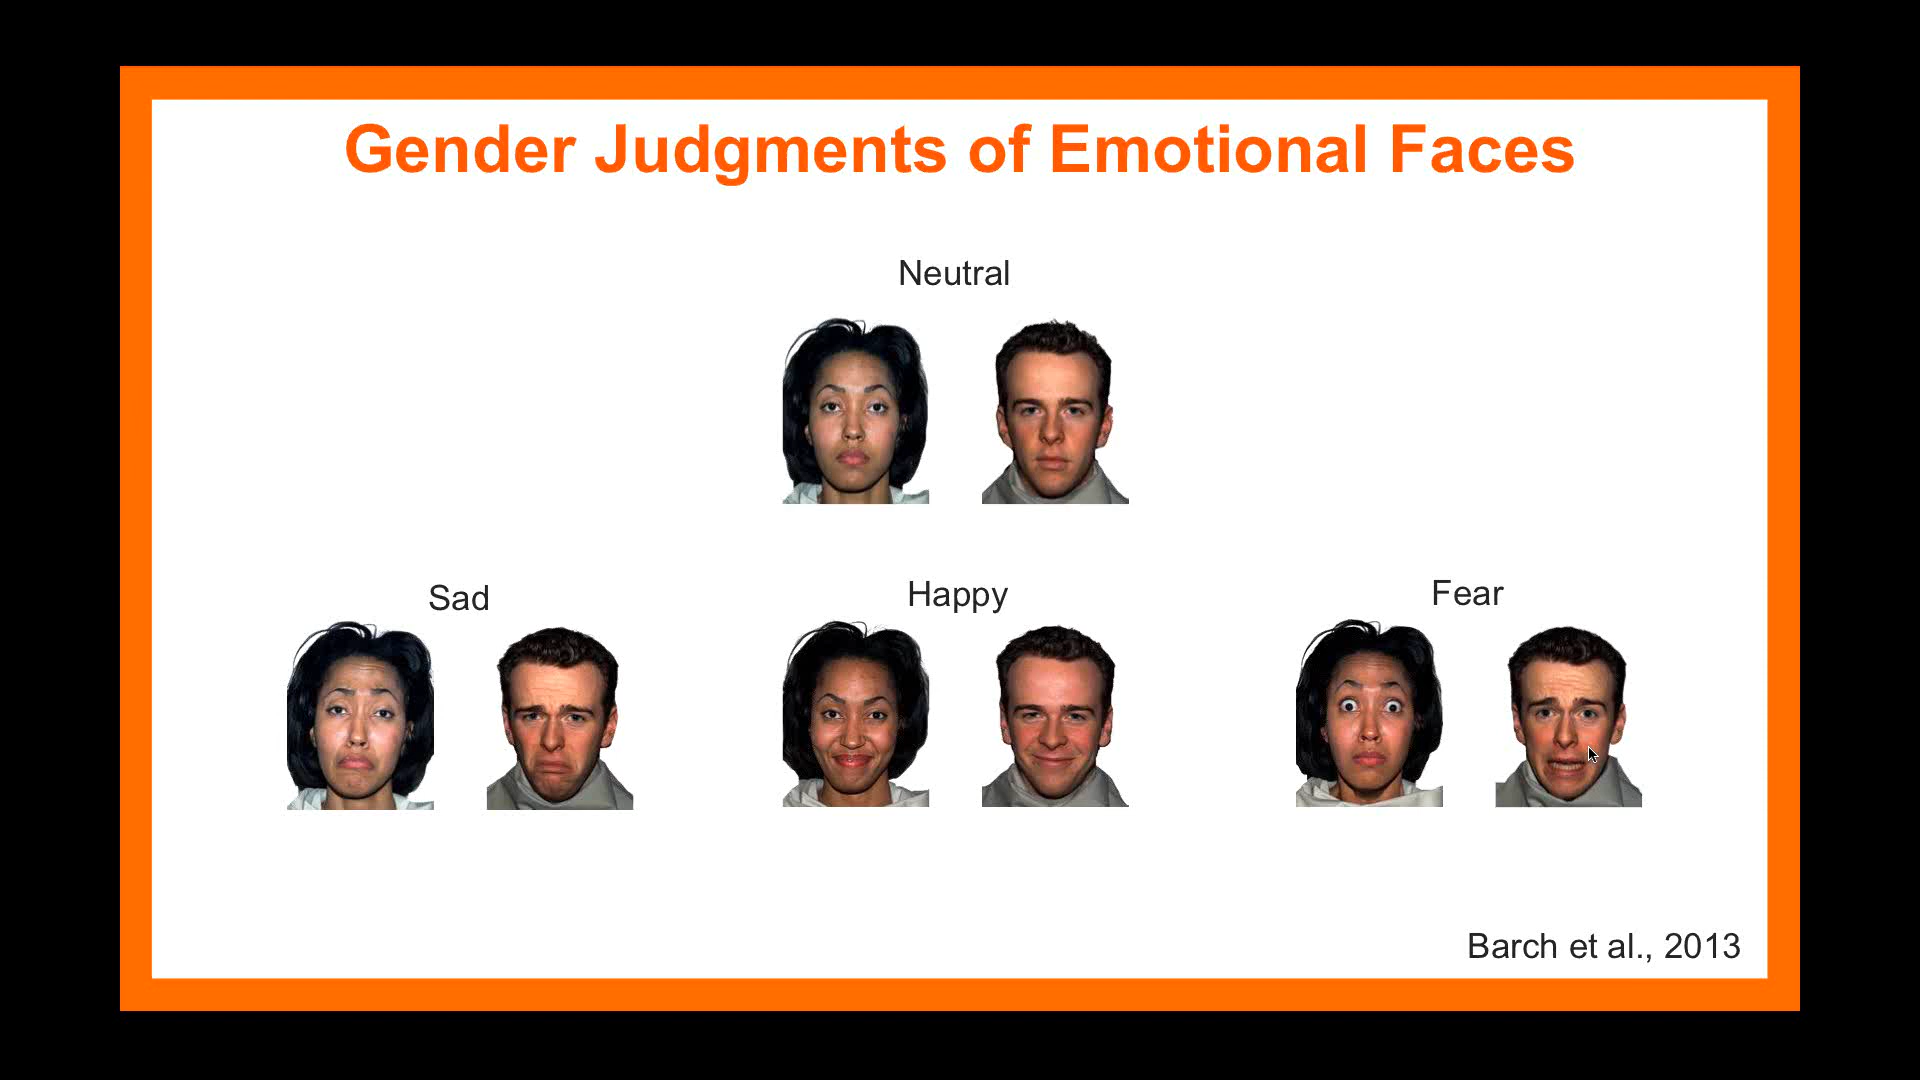 Gender Judgments of Emotional Faces
Neutral
Sad
Happy
Fear
Barch et al., 2013